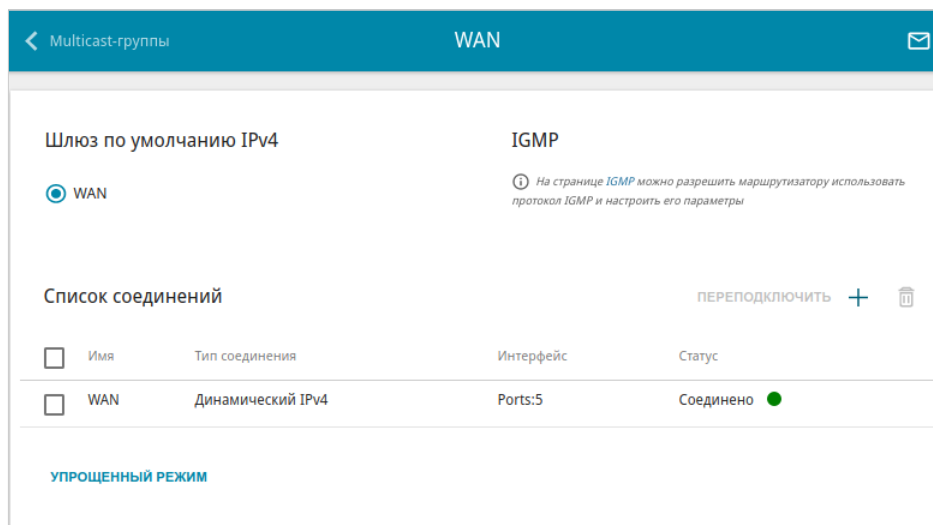 Multicast-группы
WAN
Шлюз по умолчанию IPv4
WAN
IGMP
На странице IGMP можно разрешить маршрутизатору использовать
протокол IGMP и настроить его параметры
Список соединений
ПЕРЕПОДКЛЮЧИТЬ
Имя Тип соединения Интерфейс Статус
WAN Динамический IPv4 Ports:5 Соединено
УПРОЩЕННЫЙ РЕЖИМ